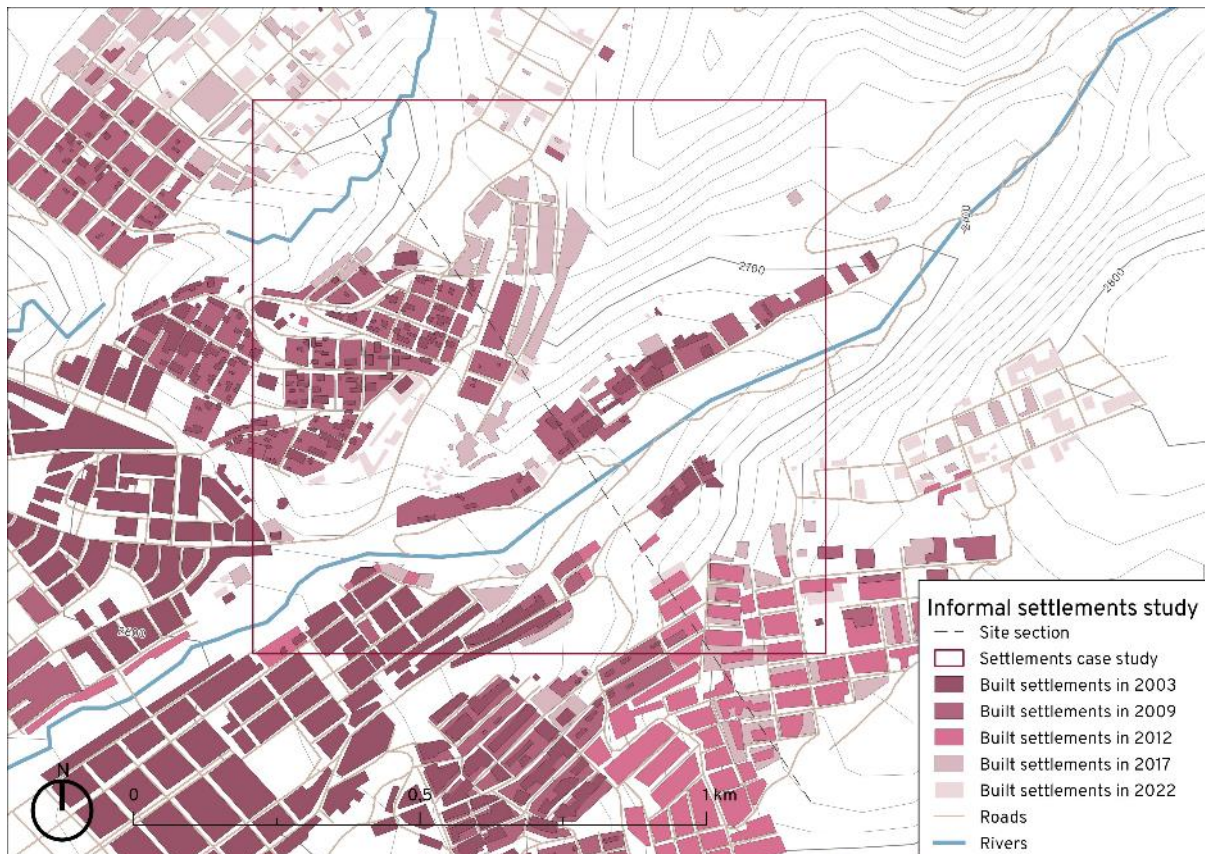 2700
2700
2800
2600
Informal settlements study
Site section
Settlements case study
Built settlements in 2003
Built settlements in 2009
Built settlements in 2012
Built settlements in 2017
Built settlements in 2022
Roads
Rivers
N
0
0,5
1 km